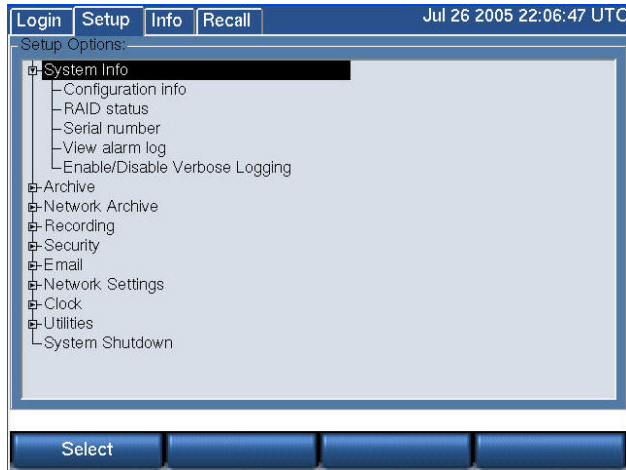 Login Setup Info Recall Jul 26 2005 22:06:47 UTC
Setup Options:
System Info
Configuration info
RAID status
Serial number
View alarm log
Enable/Disable Verbose Logging
Archive
Network Archive
Recording
Security
Email
Network Settings
Clock
Utilities
System Shutdown
Select